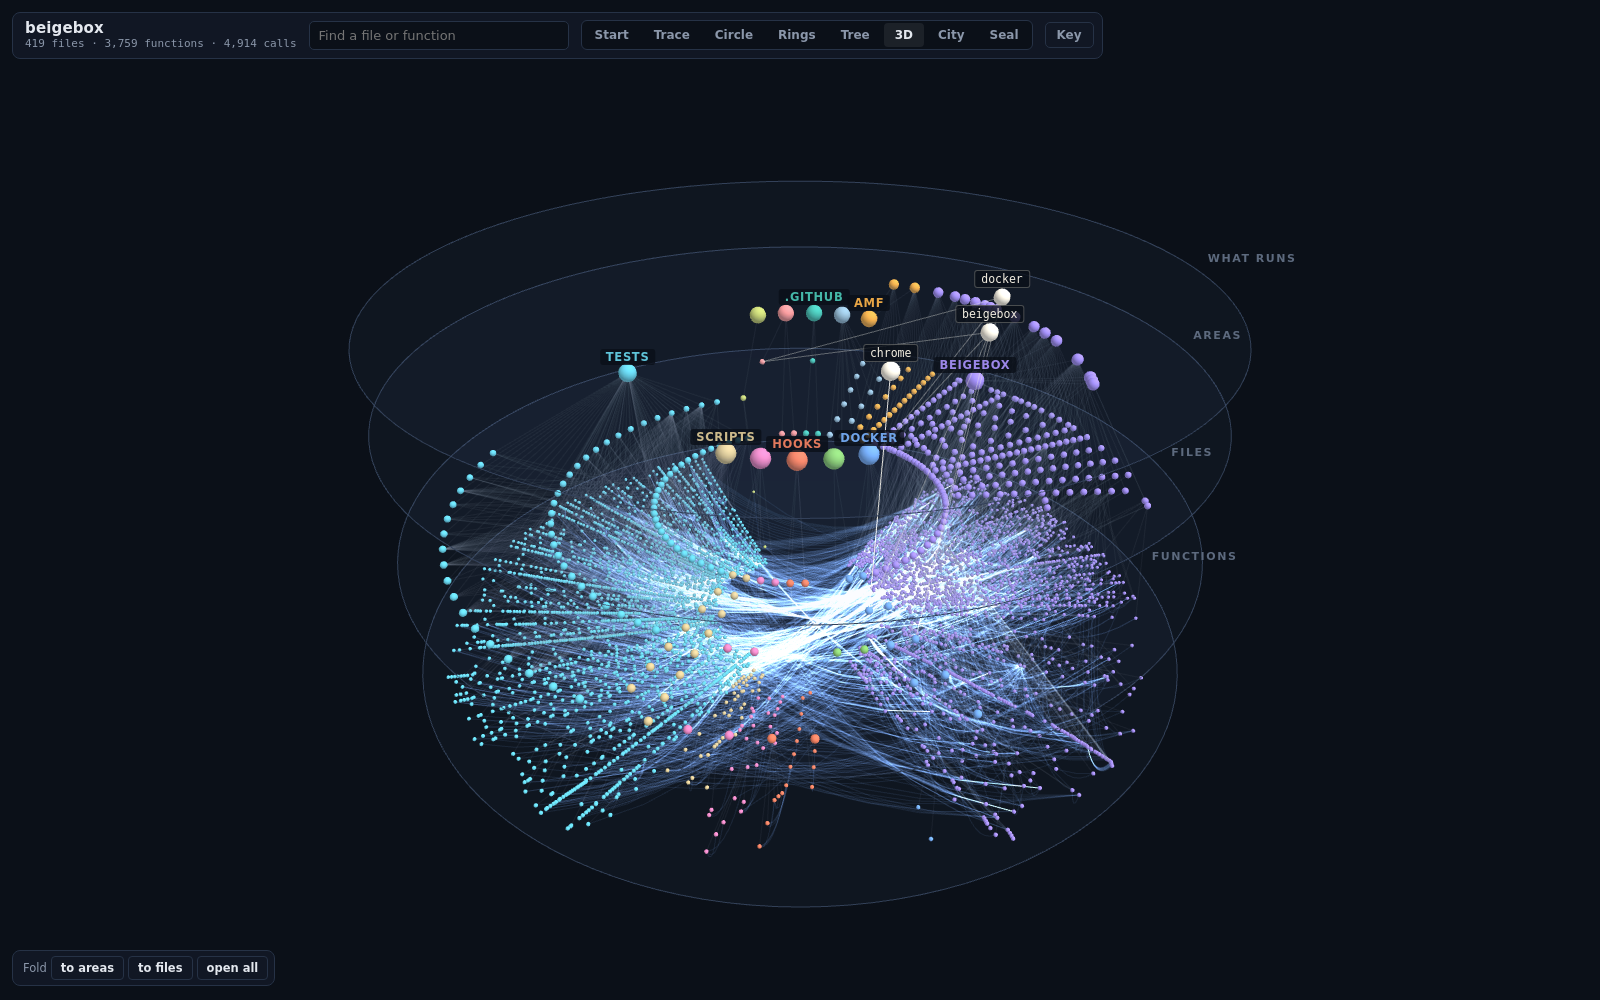 beigebox
419 files · 3,759 functions · 4,914 calls
Find a file or function
Start
Trace
Circle
Rings
Tree
3D
City
Seal
Key
WHAT RUNS
docker
.GITHUB
AMF
beigebox
AREAS
chrome
TESTS
BEIGEBOX
SCRIPTS
HOOKS
DOCKER
FILES
FUNCTIONS
Fold
to areas
to files
open all